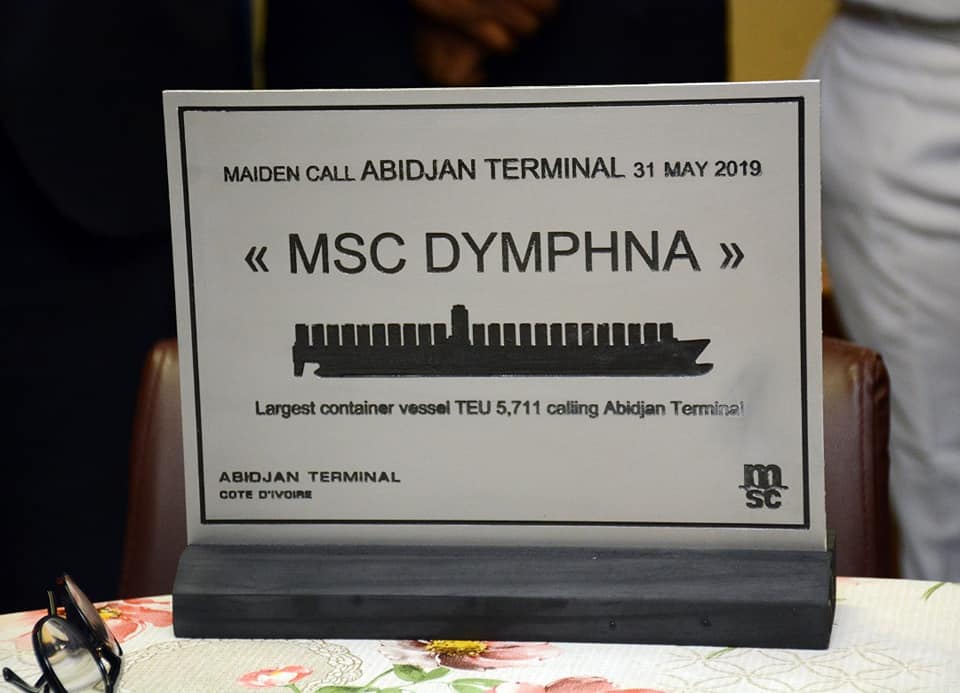 MAIDEN CALL ABIDJAN TERMINAL 31 MAY 2019
« MSC DYMPHNA »
Largest container vessel TEU 5,711 calling Abidjan Terminal
ABIDJAN TERMINAL
COTE D'IVOIRE
m
SC